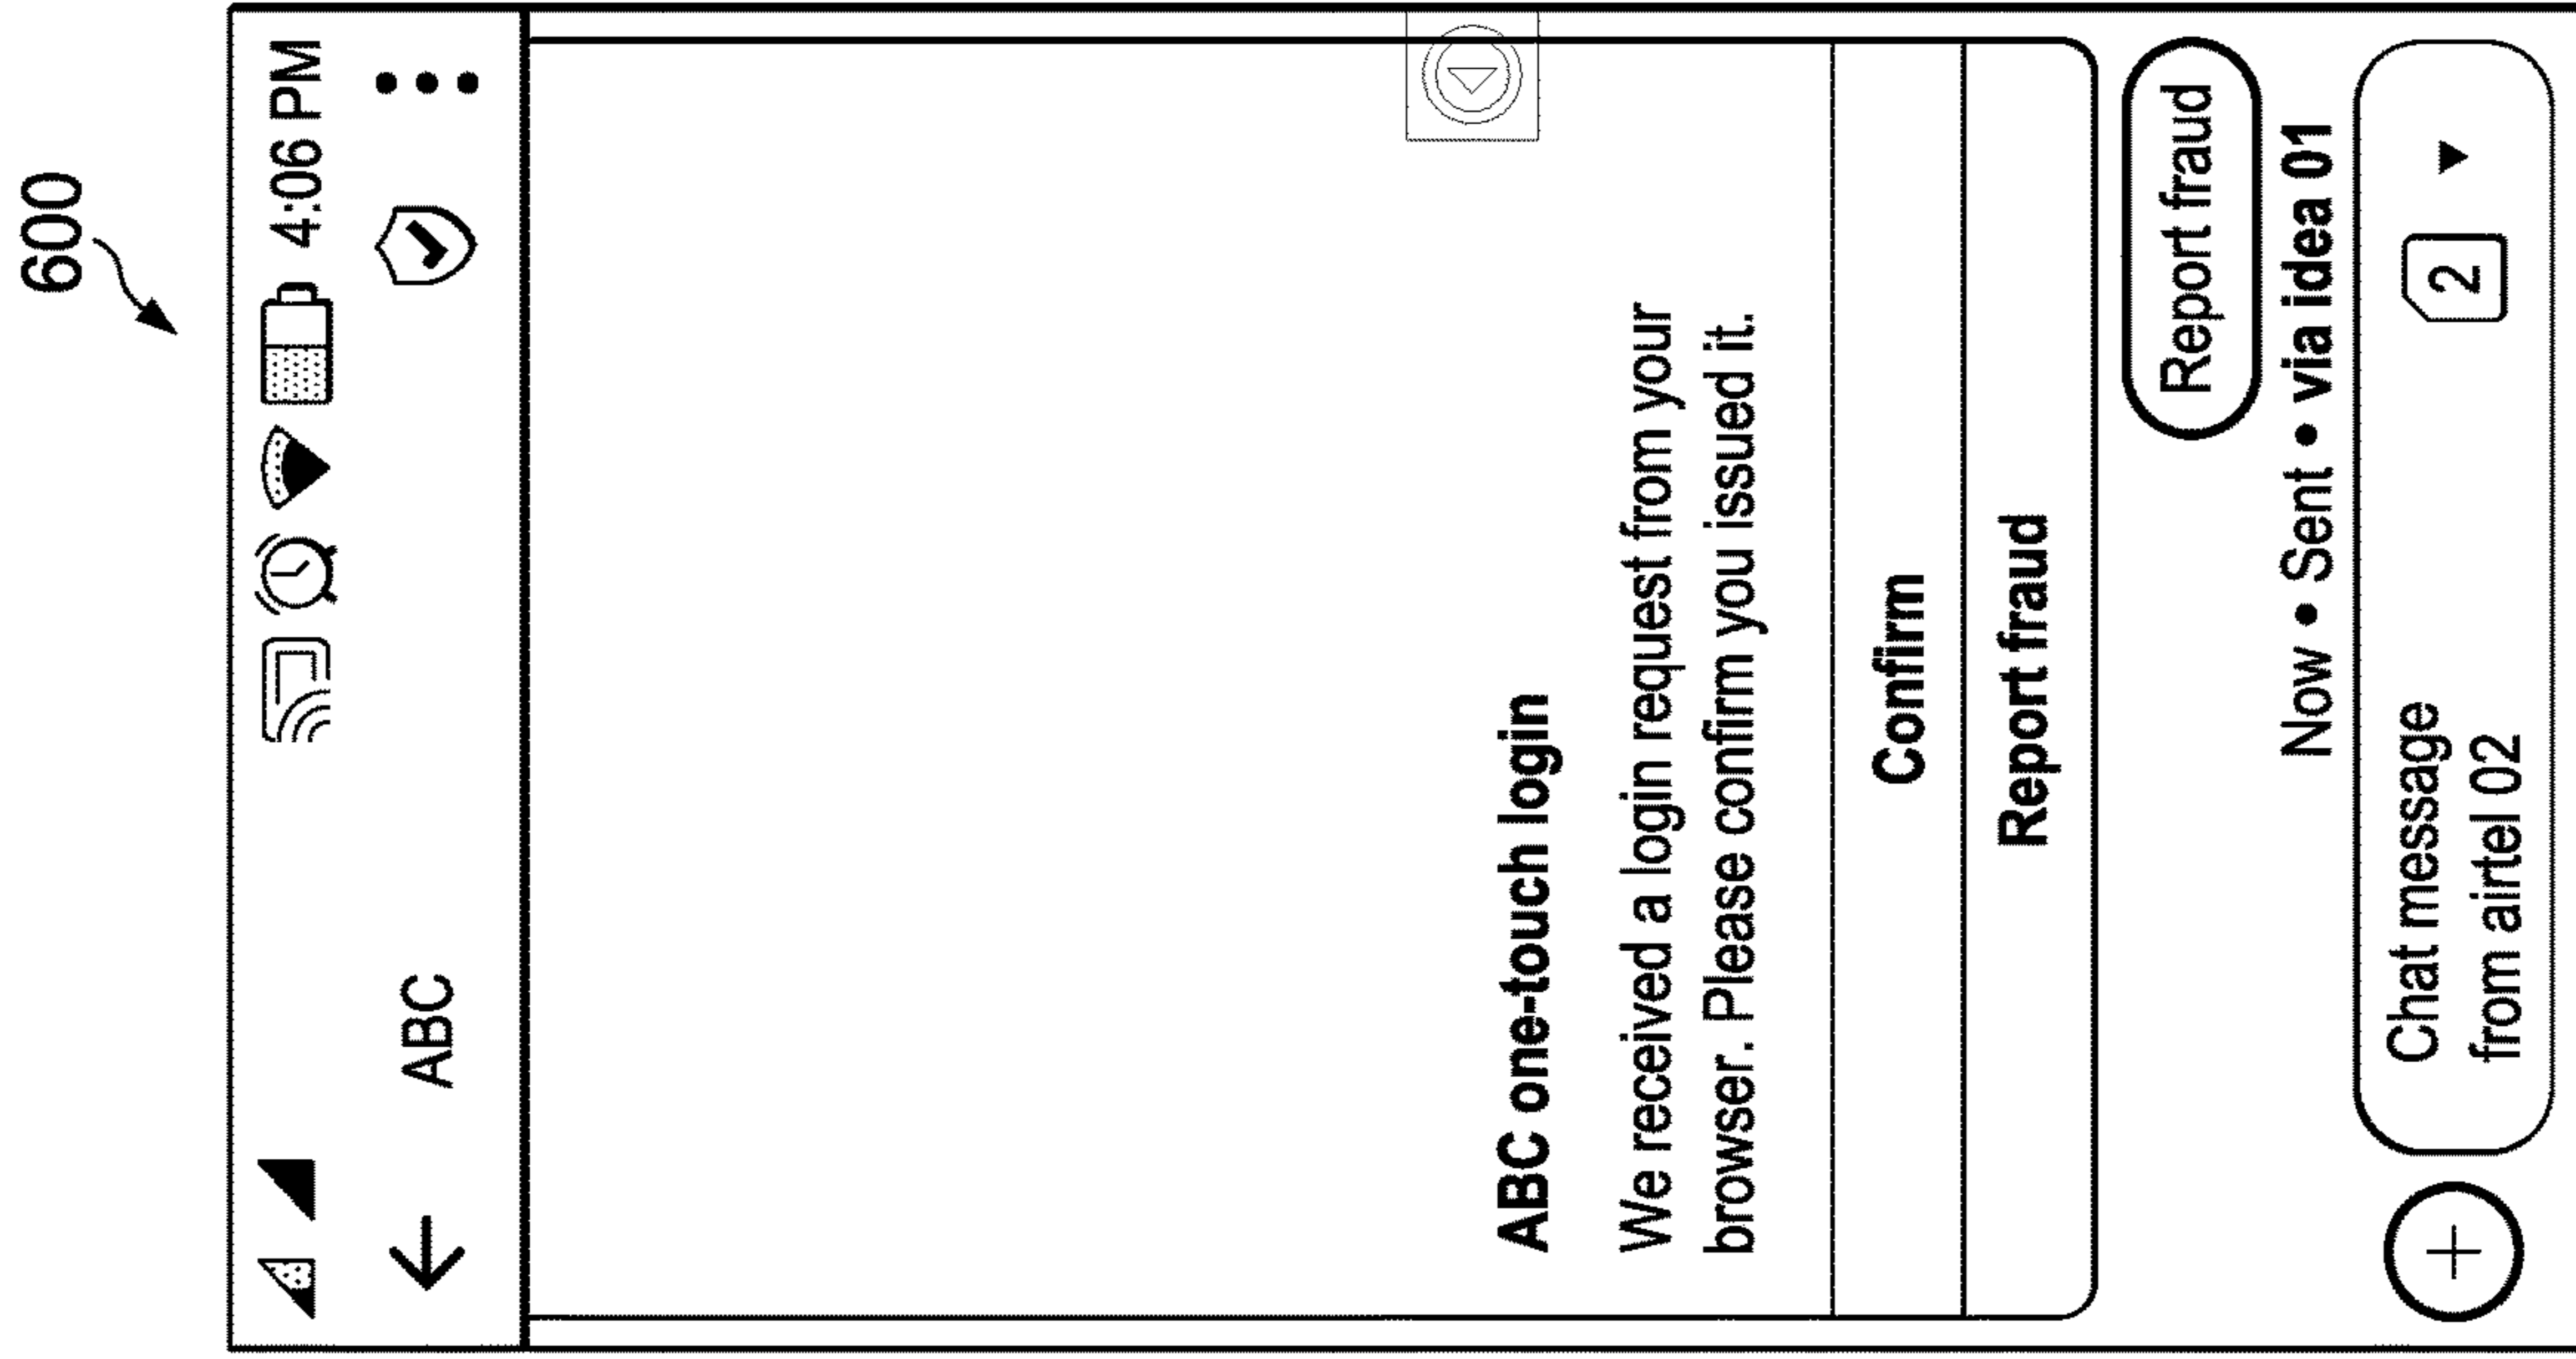 600
4:06 PM
ABC
ABC one-touch login
We received a login request from your
browser. Please confirm you issued it.
Confirm
Report fraud
Report fraud
Now • Sent • via idea 01
Chat message
from airtel 02
2